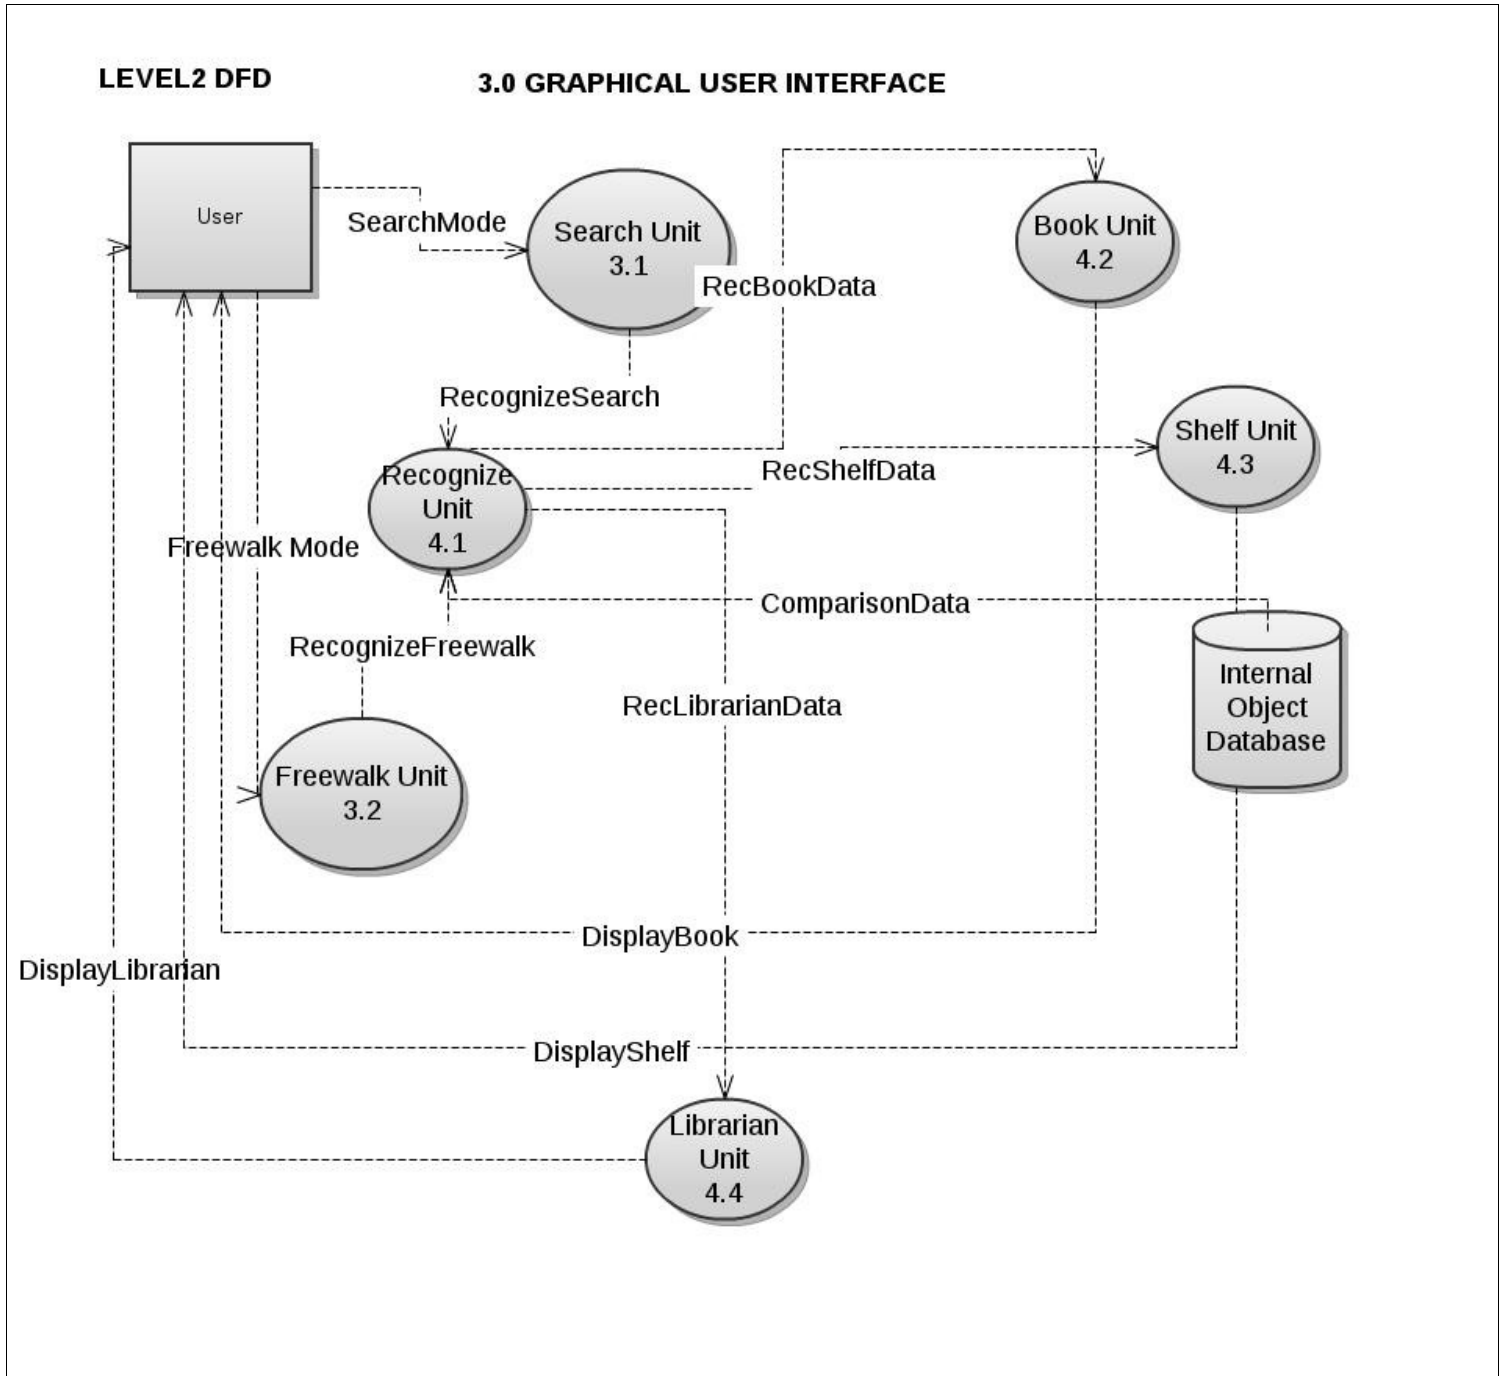 LEVEL2 DFD
3.0 GRAPHICAL USER INTERFACE
User
SearchMode
Search Unit
3.1
Book Unit
4.2
RecBookData
RecognizeSearch
Shelf Unit
4.3
Recognize
Unit
4.1
RecShelfData
Freewalk Mode
ComparisonData
RecognizeFreewalk
Internal
Object
Database
RecLibrarianData
Freewalk Unit
3.2
DisplayBook
DisplayLibrarian
DisplayShelf
Librarian
Unit
4.4